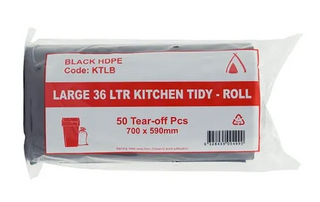 BLACK HDPE
Code: KTLB
LARGE 36 LTR KITCHEN TIDY - ROLL
50 Tear-off Pcs
700 x 590mm